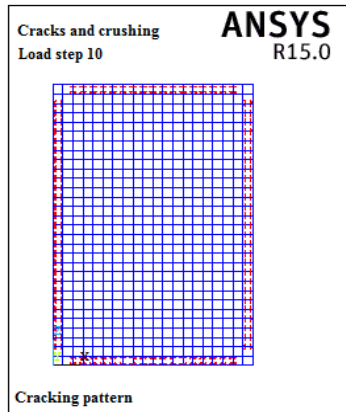 Cracks and crushing
ANSYS
Load step 10
R15.0
X
Cracking pattern